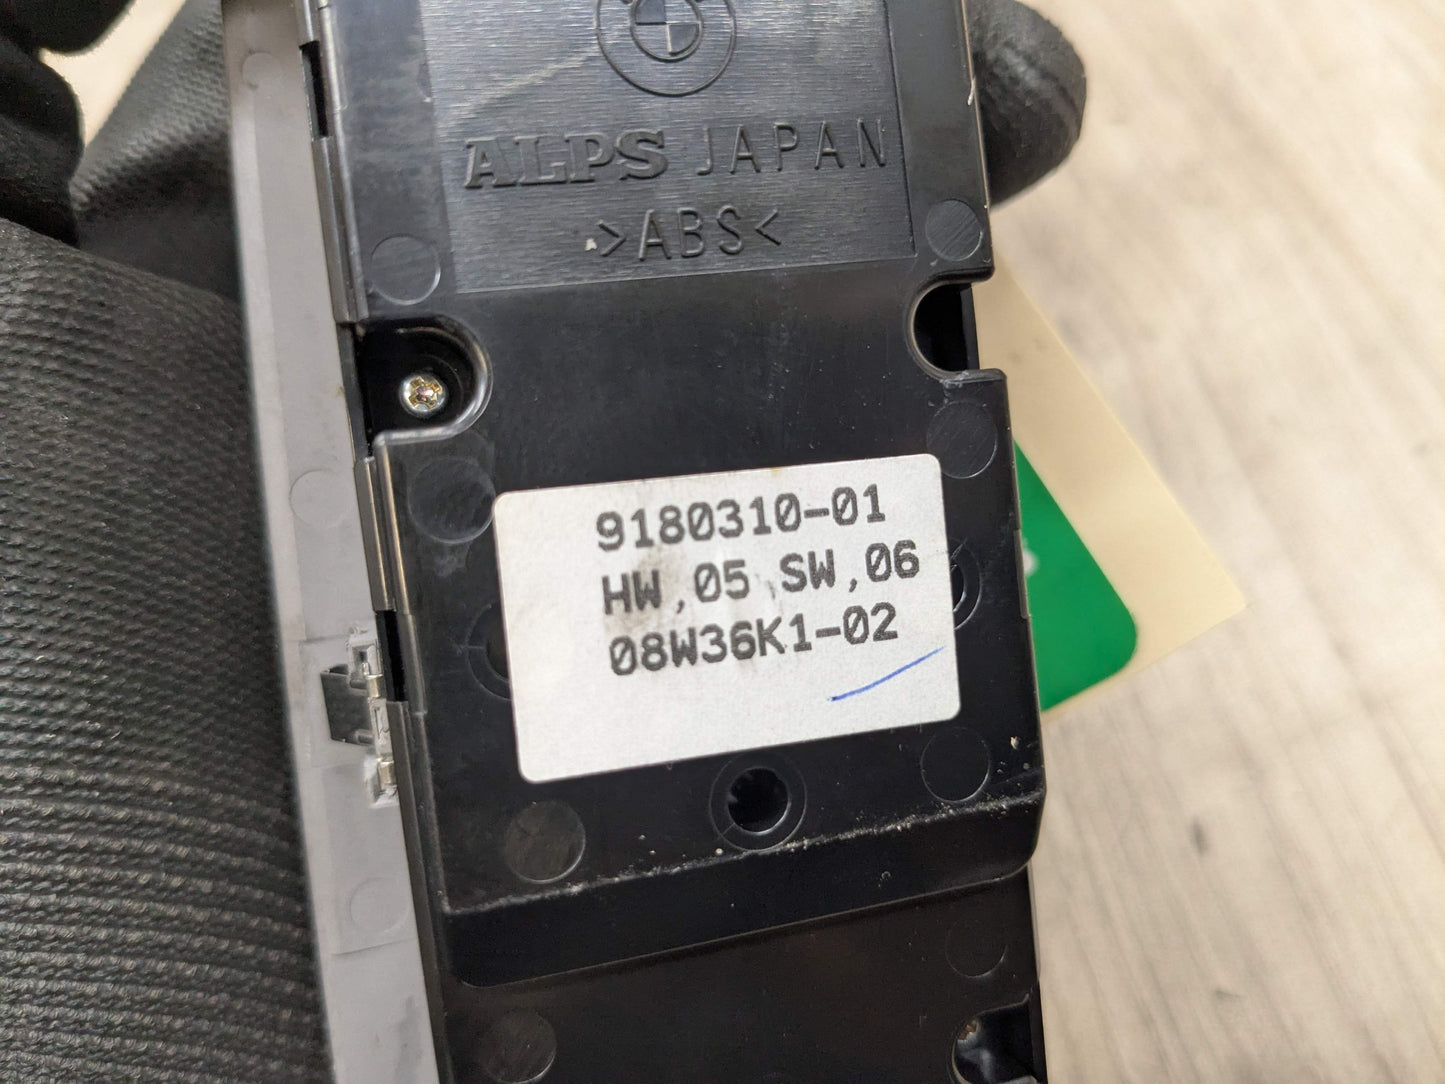 ALPS JAPAN
>ABS<
9180310-01
HW,05 SW,06
08W36K1-02